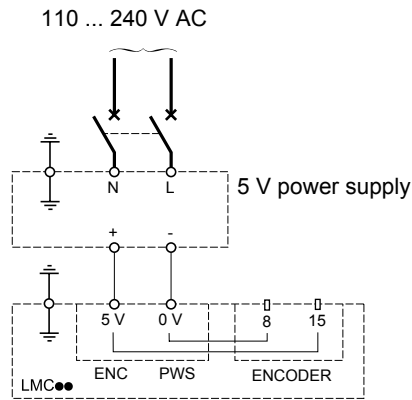 110 ... 240 V AC
N L
5 V power supply
+ -
5 V 0 V 8 15
ENC PWS ENCODER
LMC●●